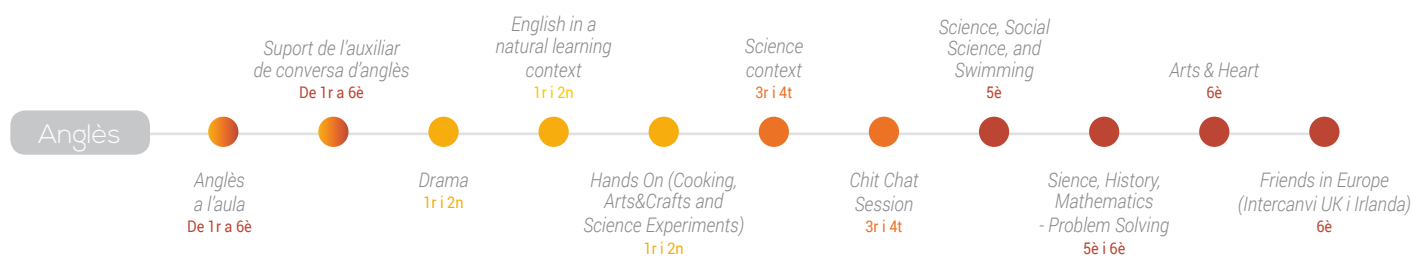 Anglès
Anglès
a l'aula
De 1r a 6è
Suport de l'auxiliar
de conversa d'anglès
De 1r a 6è
Drama
1r i 2n
English in a
natural learning
context
1r i 2n
Hands On (Cooking,
Arts&Crafts and
Science Experiments)
1r i 2n
Science
context
3r i 4t
Chit Chat
Session
3r i 4t
Science, Social
Science, and
Swimming
5è
Sience, History,
Mathematics
- Problem Solving
5è i 6è
Arts & Heart
6è
Friends in Europe
(Intercanvi UK i Irlanda)
6è